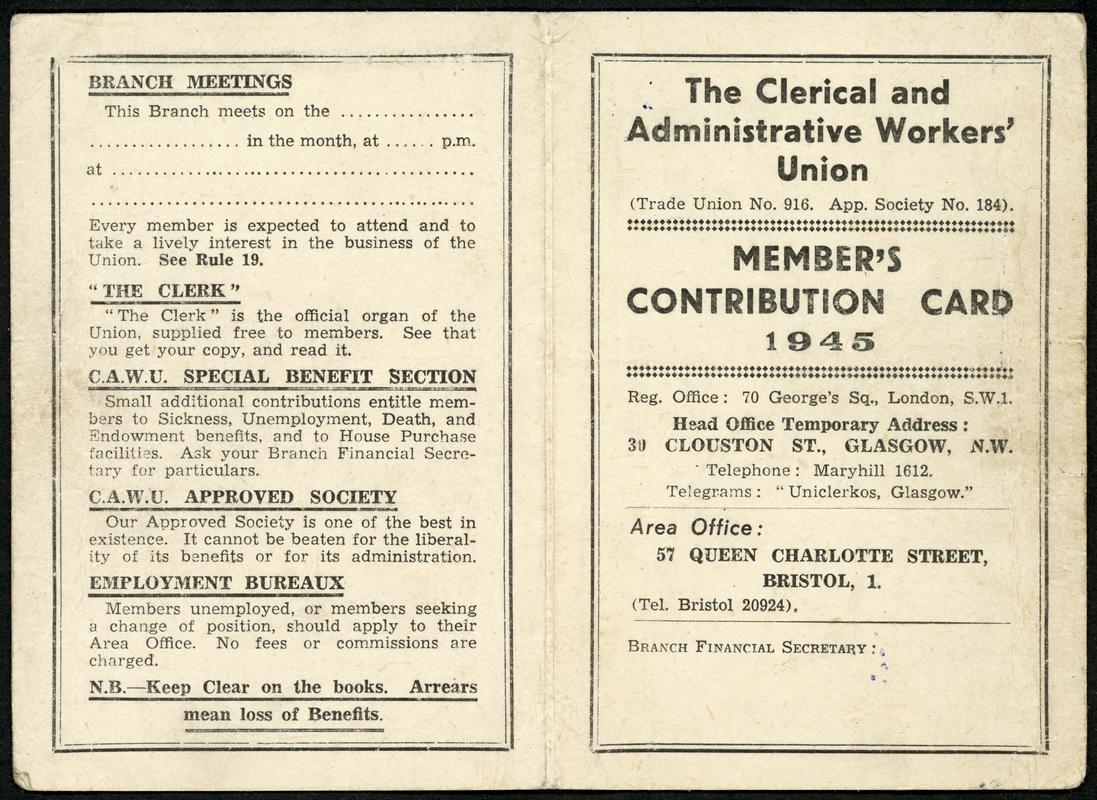 BRANCH MEETINGS
This Branch meets on the ................
.................. in the month, at ...... p.m.
at ............................................
...............................................
Every member is expected to attend and to
take a lively interest in the business of the
Union. See Rule 19.
“THE CLERK”
“The Clerk” is the official organ of the
Union, supplied free to members. See that
you get your copy, and read it.
C.A.W.U. SPECIAL BENEFIT SECTION
Small additional contributions entitle mem-
bers to Sickness, Unemployment, Death, and
Endowment benefits, and to House Purchase
facilities. Ask your Branch Financial Secre-
tary for particulars.
C.A.W.U. APPROVED SOCIETY
Our Approved Society is one of the best in
existence. It cannot be beaten for the liberal-
ity of its benefits or for its administration.
EMPLOYMENT BUREAUX
Members unemployed, or members seeking
a change of position, should apply to their
Area Office. No fees or commissions are
charged.
N.B.—Keep Clear on the books. Arrears
mean loss of Benefits.
The Clerical and
Administrative Workers’
Union
(Trade Union No. 916. App. Society No. 184).
MEMBER’S
CONTRIBUTION CARD
1945
Reg. Office: 70 George’s Sq., London, S.W.1.
Head Office Temporary Address:
30 CLOUSTON ST., GLASGOW, N.W.
Telephone: Maryhill 1612.
Telegrams: “Uniclerkos, Glasgow.”
Area Office:
57 QUEEN CHARLOTTE STREET,
BRISTOL, 1.
(Tel. Bristol 20924).
BRANCH FINANCIAL SECRETARY: